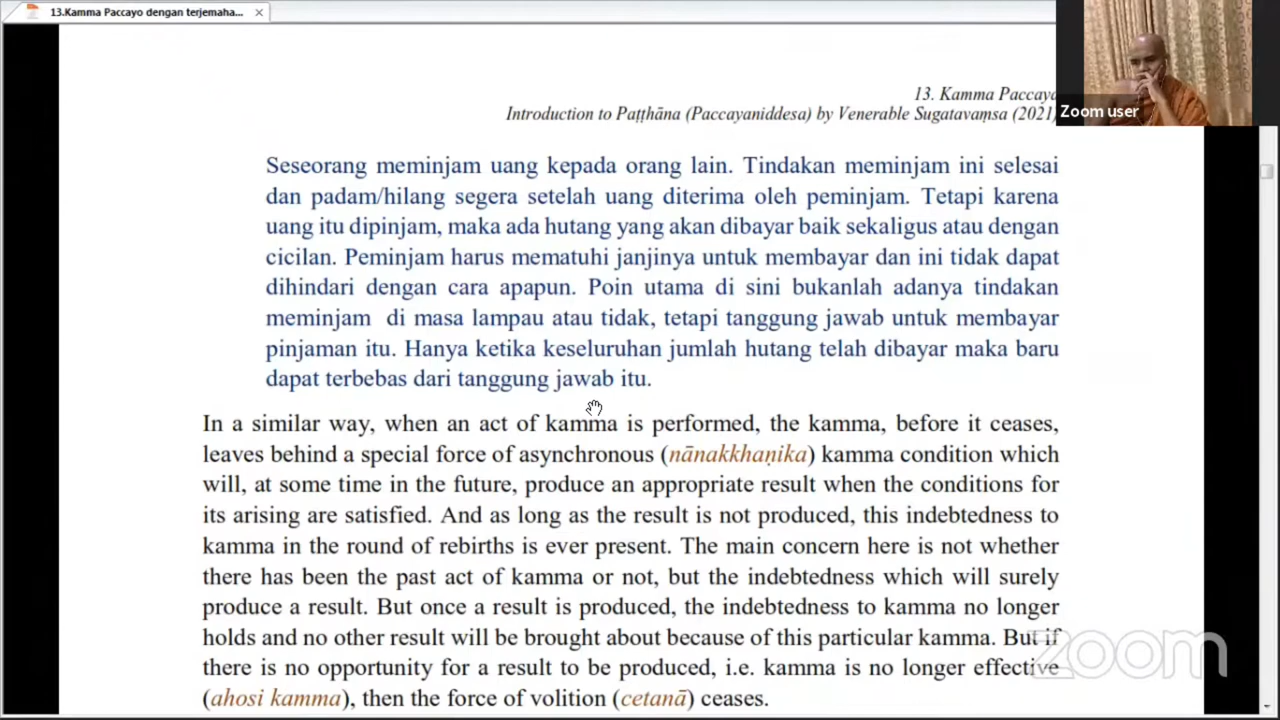 13.Kamma Paccayo dengan terjemaha...
Zoom user
13. Kamma Paccaya
Introduction to Paṭṭhāna (Paccayaniddesa) by Venerable Sugatavaṃsa (2021)
Seseorang meminjam uang kepada orang lain. Tindakan meminjam ini selesai
dan padam/hilang segera setelah uang diterima oleh peminjam. Tetapi karena
uang itu dipinjam, maka ada hutang yang akan dibayar baik sekaligus atau dengan
cicilan. Peminjam harus mematuhi janjinya untuk membayar dan ini tidak dapat
dihindari dengan cara apapun. Poin utama di sini bukanlah adanya tindakan
meminjam di masa lampau atau tidak, tetapi tanggung jawab untuk membayar
pinjaman itu. Hanya ketika keseluruhan jumlah hutang telah dibayar maka baru
dapat terbebas dari tanggung jawab itu.
In a similar way, when an act of kamma is performed, the kamma, before it ceases,
leaves behind a special force of asynchronous (nānakkhaṇika) kamma condition which
will, at some time in the future, produce an appropriate result when the conditions for
its arising are satisfied. And as long as the result is not produced, this indebtedness to
kamma in the round of rebirths is ever present. The main concern here is not whether
there has been the past act of kamma or not, but the indebtedness which will surely
produce a result. But once a result is produced, the indebtedness to kamma no longer
holds and no other result will be brought about because of this particular kamma. But if
there is no opportunity for a result to be produced, i.e. kamma is no longer effective
(ahosi kamma), then the force of volition (cetanā) ceases.
zoom